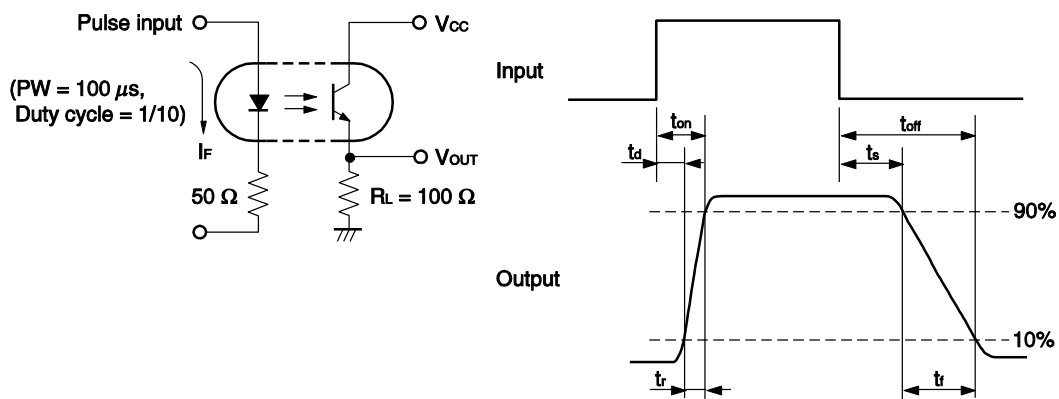 Pulse input
VCC
(PW = 100 μs,
Duty cycle = 1/10)
IF
VOUT
50 Ω
RL = 100 Ω
Input
ton
toff
td
ts
90%
Output
10%
tr
tf